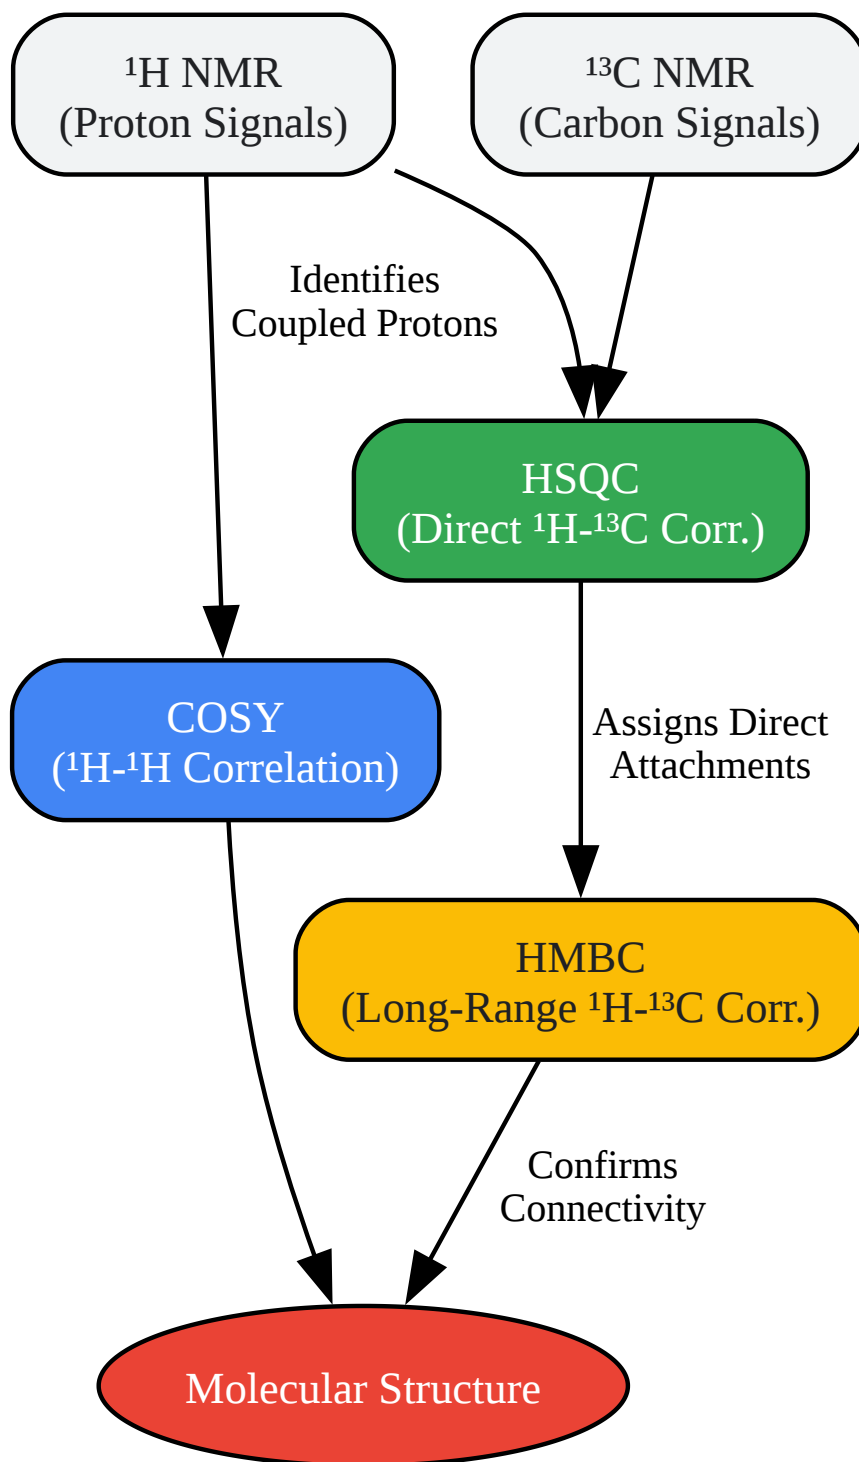 ¹H NMR
(Proton Signals)
¹³C NMR
(Carbon Signals)
Identifies
Coupled Protons
HSQC
(Direct ¹H-¹³C Corr.)
COSY
(¹H-¹H Correlation)
Assigns Direct
Attachments
HMBC
(Long-Range ¹H-¹³C Corr.)
Confirms
Connectivity
Molecular Structure